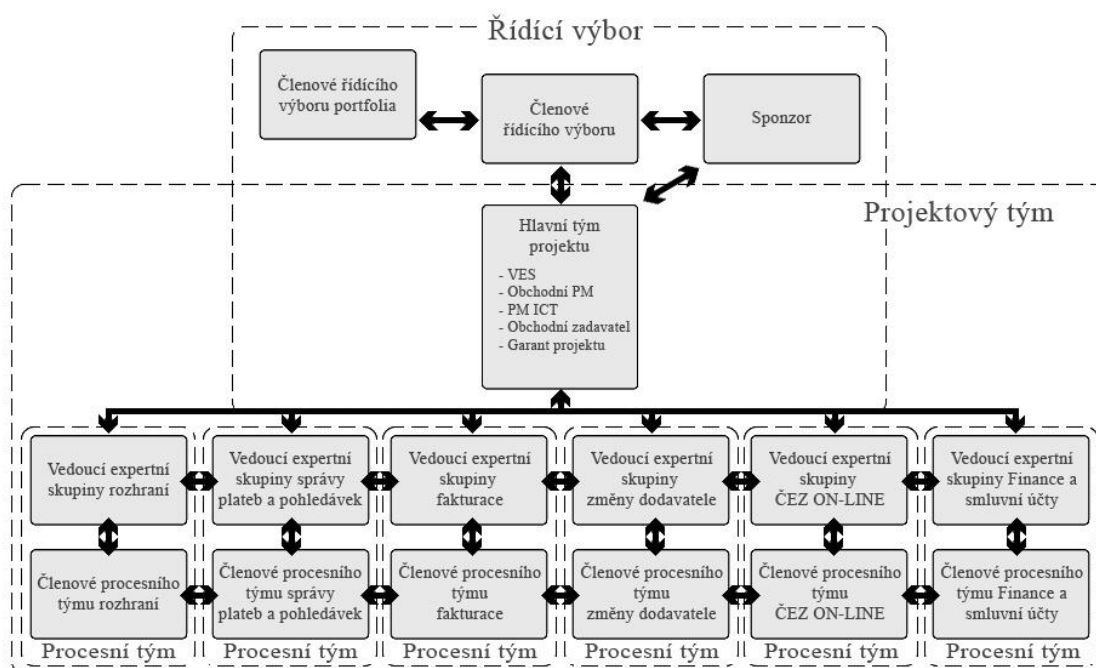 Řídící výbor
Členové řídícího
výboru portfolia
Členové
řídícího výboru
Sponzor
Projektový tým
Hlavní tým
projektu
- VES
- Obchodní PM
- PM ICT
- Obchodní zadavatel
- Garant projektu
Vedoucí expertní
skupiny rozhraní
Vedoucí expertní
skupiny správy
plateb a pohledávek
Vedoucí expertní
skupiny
fakturace
Vedoucí expertní
skupiny
změny dodavatele
Vedoucí expertní
skupiny
ČEZ ON-LINE
Vedoucí expertní
skupiny Finance a
smluvní účty
Členové procesního
týmu rozhraní
Členové procesního
týmu správy
plateb a pohledávek
Členové procesního
týmu
fakturace
Členové procesního
týmu
změny dodavatele
Členové procesního
týmu
ČEZ ON-LINE
Členové procesního
týmu Finance a
smluvní účty
Procesní tým
Procesní tým
Procesní tým
Procesní tým
Procesní tým
Procesní tým